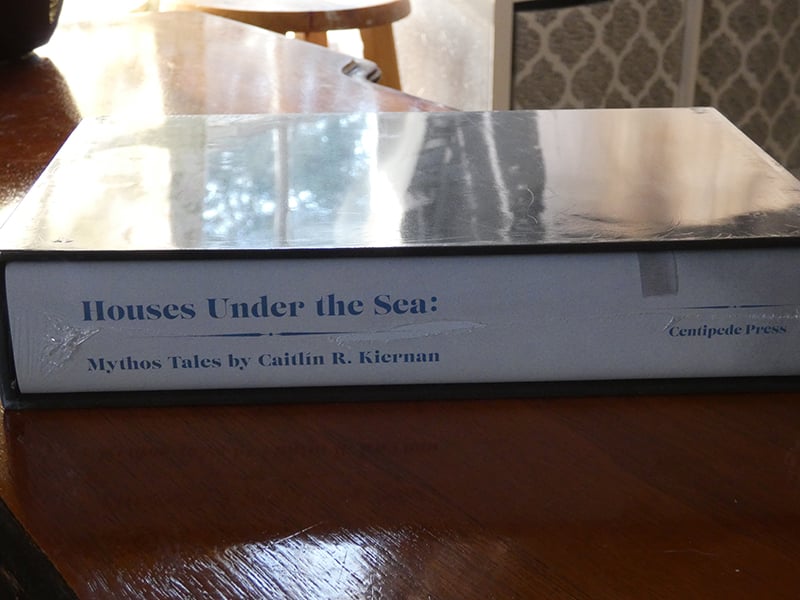 Houses Under the Sea:
Mythos Tales by Caitlín R. Kiernan
Centipede Press